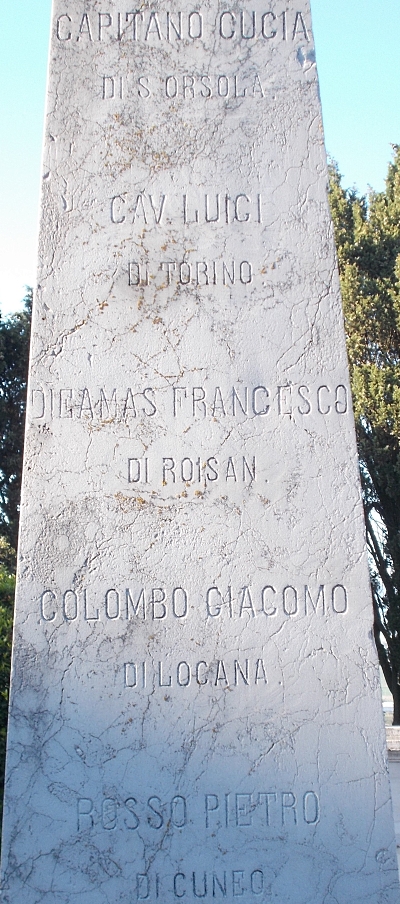 CAPITANO CUCIA
DI S. ORSOLA.
CAV. LUIGI
DI TORINO.
DIEAMAS FRANCESCO
DI ROISAN.
COLOMBO GIACOMO
DI LOCANA.
ROSSO PIETRO
DI CUNEO.